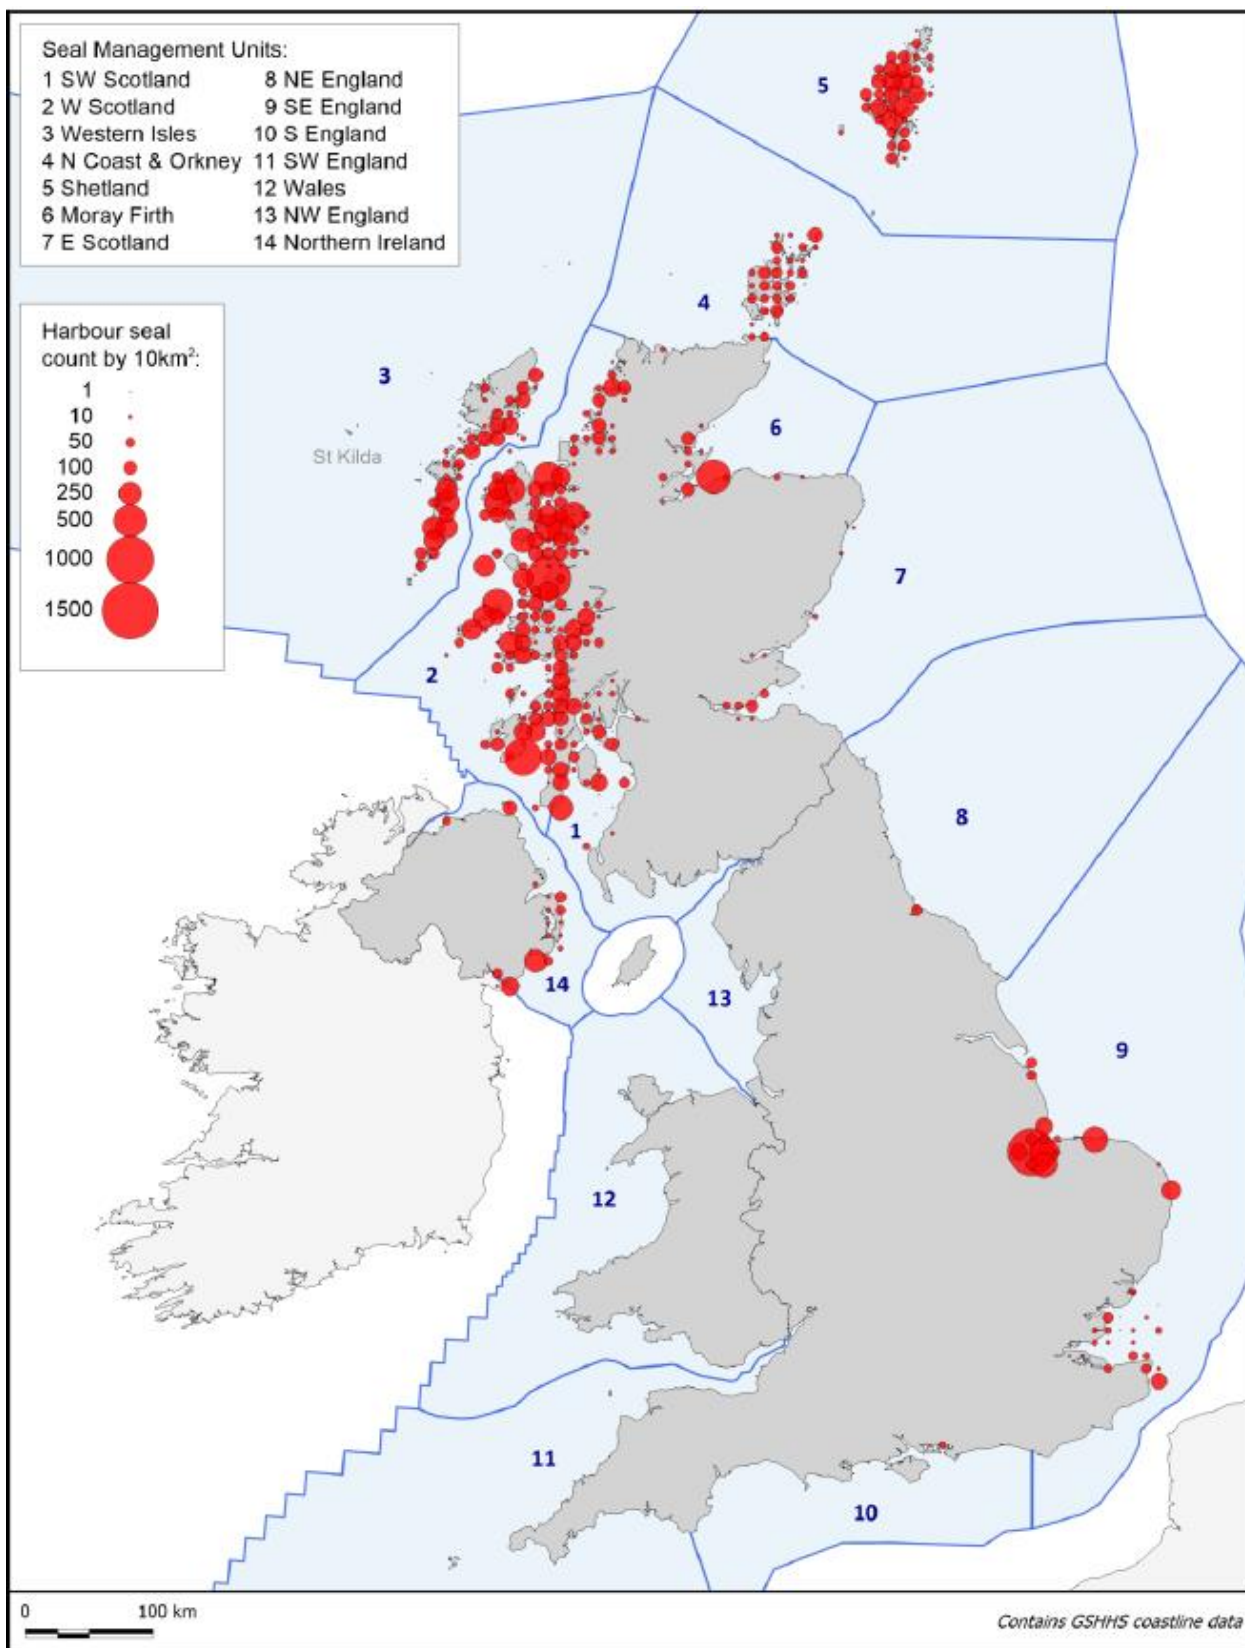 Seal Management Units:
1 SW Scotland 8 NE England
2 W Scotland 9 SE England
3 Western Isles 10 S England
4 N Coast & Orkney 11 SW England
5 Shetland 12 Wales
6 Moray Firth 13 NW England
7 E Scotland 14 Northern Ireland
5
4
Harbour seal
count by 10km²:
1
10
50
100
250
500
1000
1500
3
St Kilda
6
7
2
1
8
14
13
9
12
11
10
0 100 km
Contains GSHHS coastline data